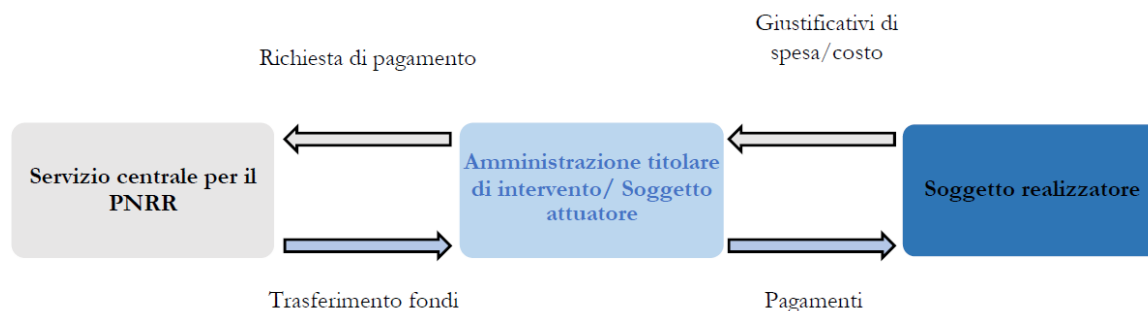 Giustificativi di
spesa/costo
Richiesta di pagamento
Servizio centrale per il
PNRR
Amministrazione titolare
di intervento/ Soggetto
attuatore
Soggetto realizzatore
Trasferimento fondi
Pagamenti